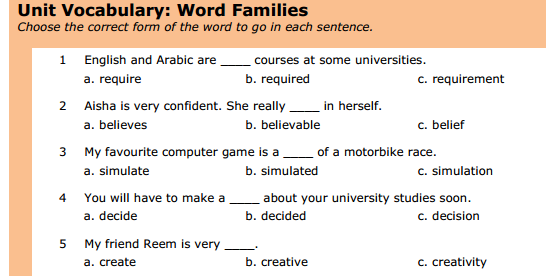 Unit Vocabulary: Word Families
Choose the correct form of the word to go in each sentence.
1 English and Arabic are ____ courses at some universities.
a. require b. required c. requirement
2 Aisha is very confident. She really ____ in herself.
a. believes b. believable c. belief
3 My favourite computer game is a ____ of a motorbike race.
a. simulate b. simulated c. simulation
4 You will have to make a ____ about your university studies soon.
a. decide b. decided c. decision
5 My friend Reem is very ____.
a. create b. creative c. creativity